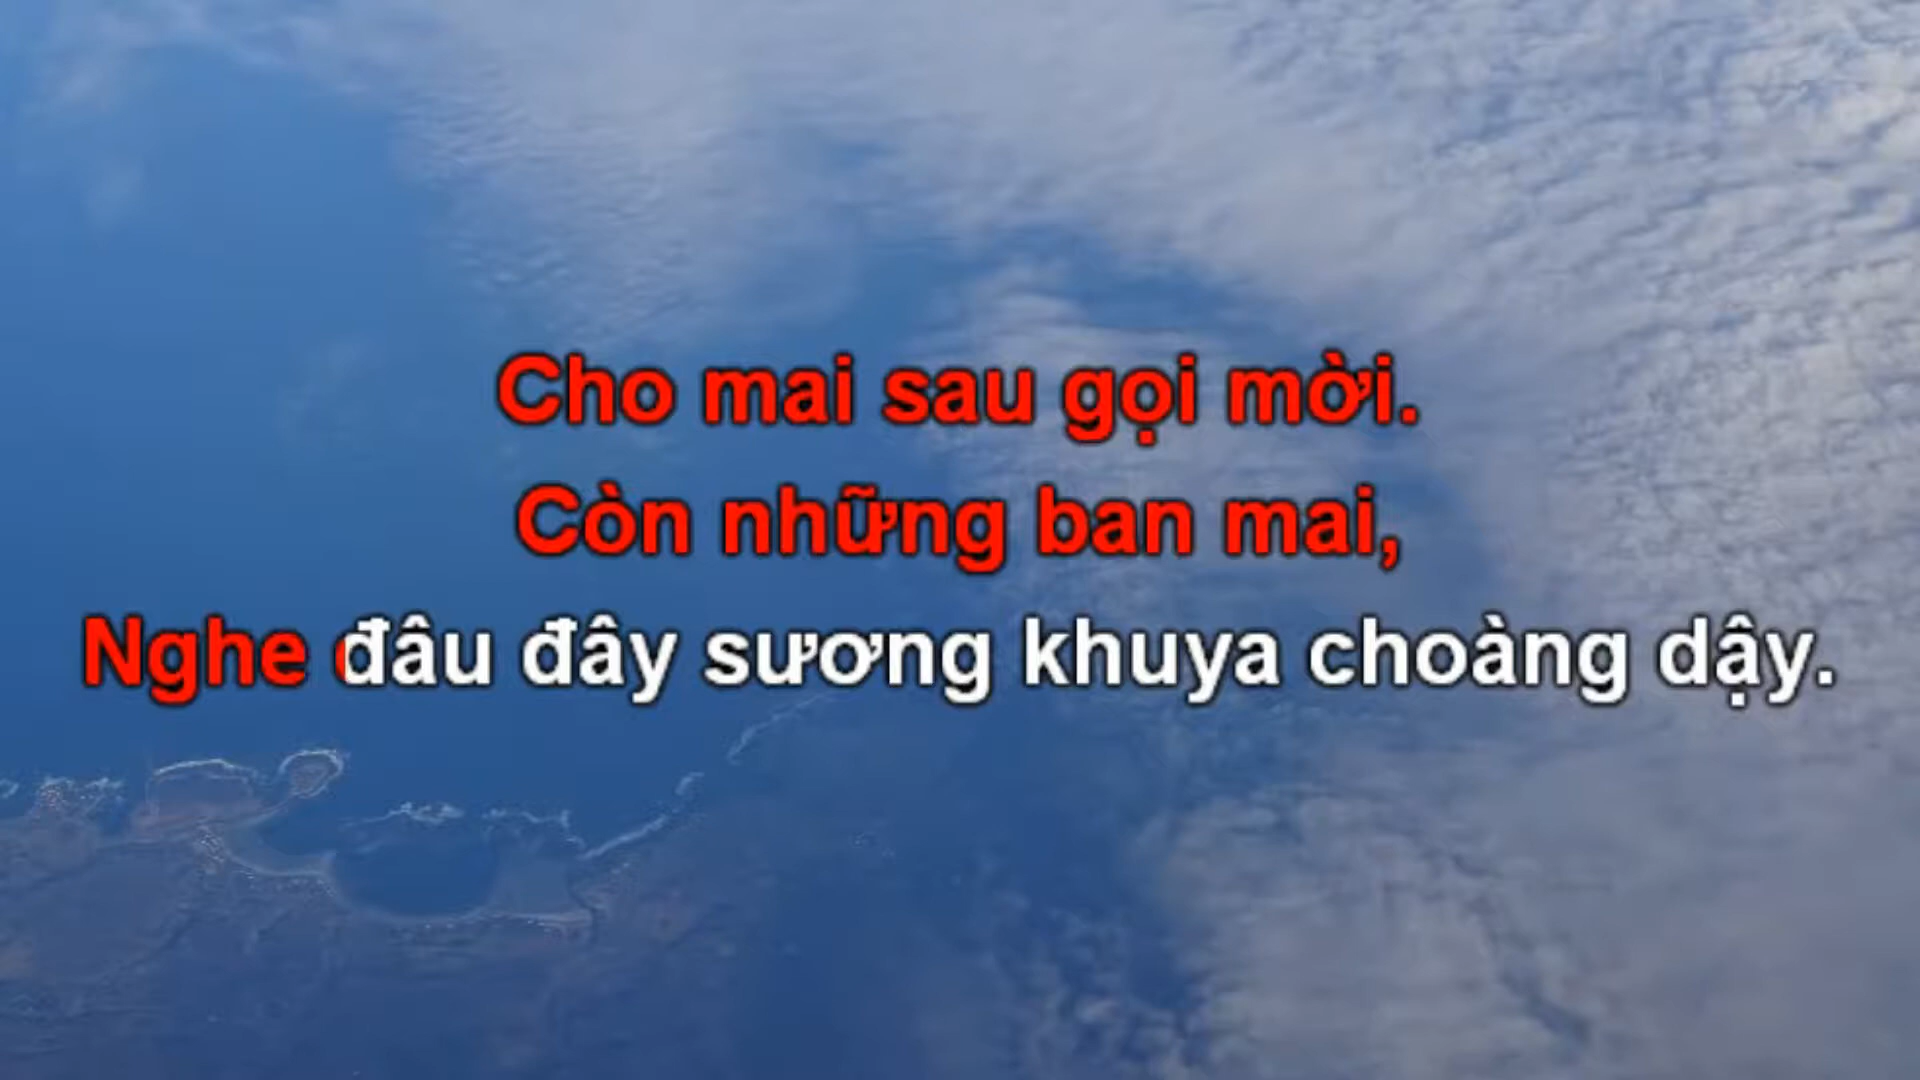 Cho mai sau gọi mời.
Còn những ban mai,
Nghe đâu đây sương khuya choàng dậy.